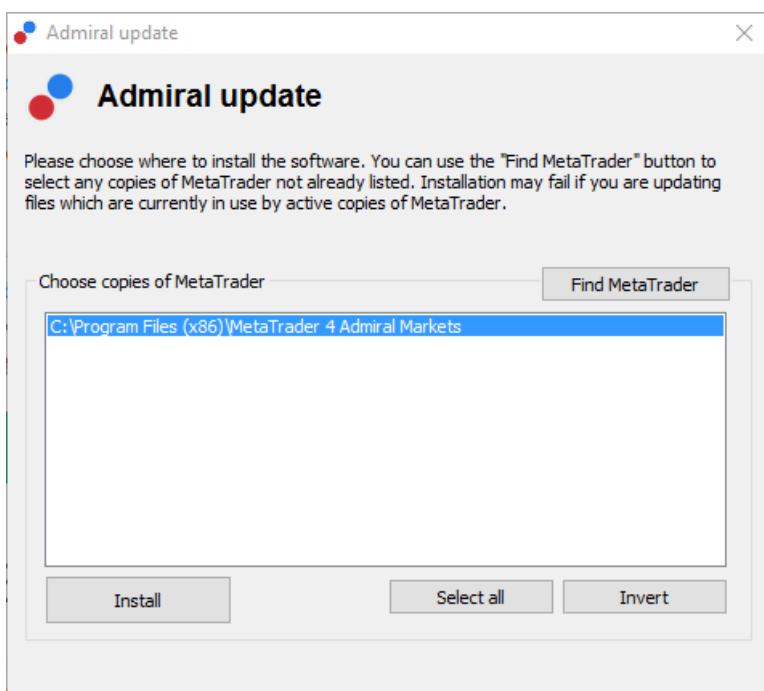 Admiral update
Admiral update
Please choose where to install the software. You can use the "Find MetaTrader" button to
select any copies of MetaTrader not already listed. Installation may fail if you are updating
files which are currently in use by active copies of MetaTrader.
Choose copies of MetaTrader
Find MetaTrader
C:\Program Files (x86)\MetaTrader 4 Admiral Markets
Install
Select all
Invert